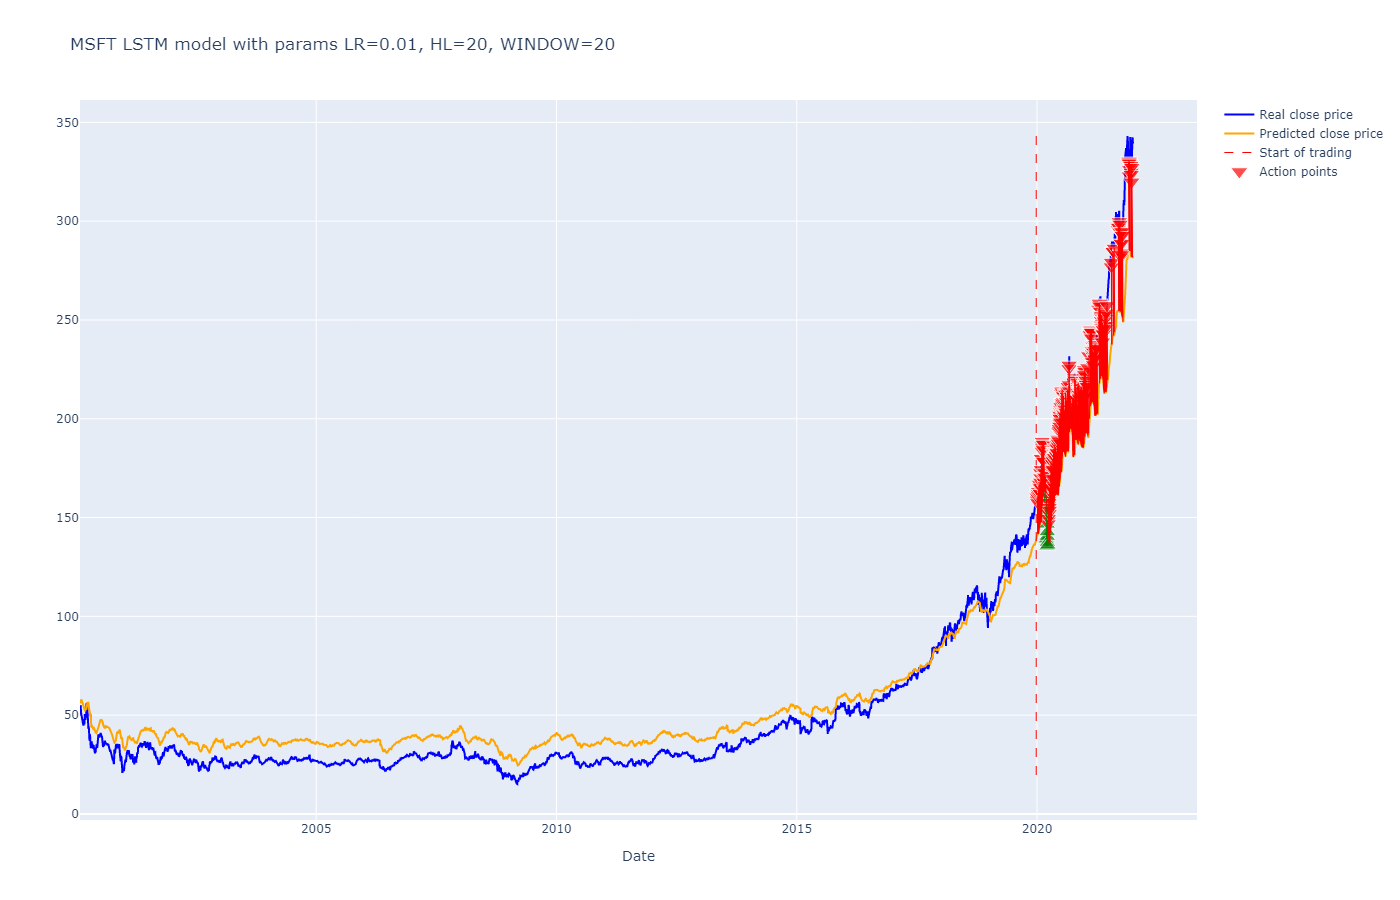 MSFT LSTM model with params LR=0.01, HL=20, WINDOW=20
Real close price
Predicted close price
Start of trading
Action points
350
300
250
200
150
100
50
0
2005
2010
2015
2020
Date